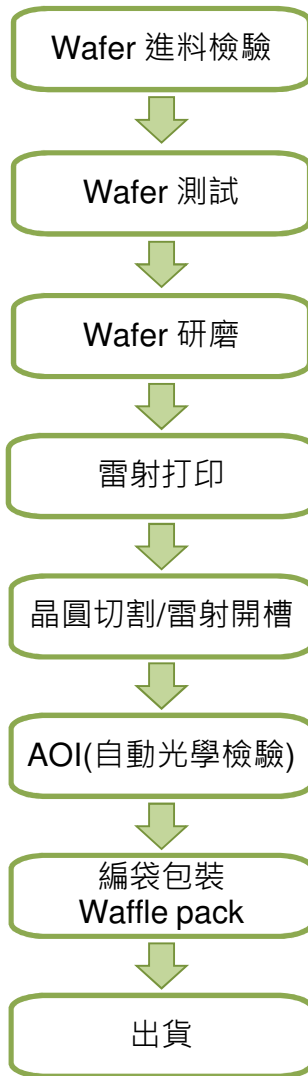 Wafer 進料檢驗
Wafer 測試
Wafer 研磨
雷射打印
晶圓切割/雷射開槽
AOI(自動光學檢驗)
編袋包裝
Waffle pack
出貨